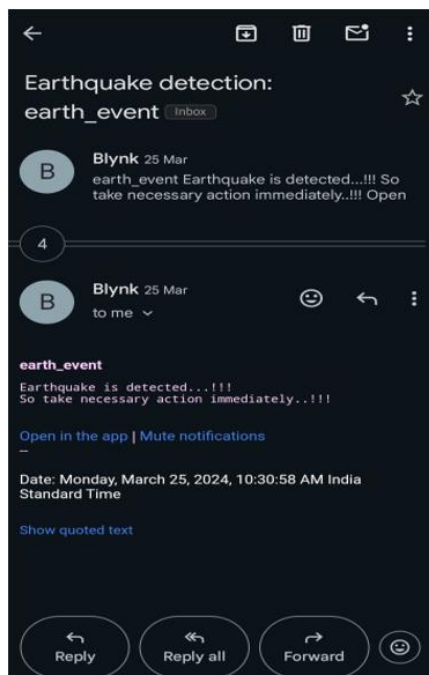 Earthquake detection:
earth_event Inbox
B
Blynk 25 Mar
earth_event Earthquake is detected...!!! So
take necessary action immediately..!!! Open
4
B
Blynk 25 Mar
to me
earth_event
Earthquake is detected...!!!
So take necessary action immediately..!!!
Open in the app | Mute notifications
--
Date: Monday, March 25, 2024, 10:30:58 AM India
Standard Time
Show quoted text
Reply
Reply all
Forward